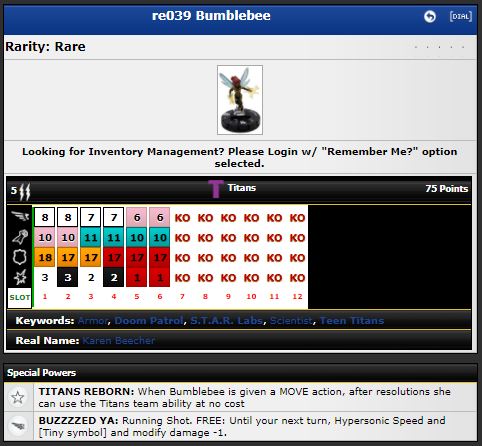 re039 Bumblebee
[DIAL]
Rarity: Rare
. . . . .
Looking for Inventory Management? Please Login w/ "Remember Me?" option
selected.
5 T Titans 75 Points
8 8 7 7 6 6 KO KO KO KO KO KO
10 10 11 11 10 10 KO KO KO KO KO KO
18 17 17 17 17 17 KO KO KO KO KO KO
3 3 2 2 1 1 KO KO KO KO KO KO
SLOT 1 2 3 4 5 6 7 8 9 10 11 12
Keywords: Armor, Doom Patrol, S.T.A.R. Labs, Scientist, Teen Titans
Real Name: Karen Beecher
Special Powers
TITANS REBORN: When Bumblebee is given a MOVE action, after resolutions she
can use the Titans team ability at no cost
BUZZZZED YA: Running Shot. FREE: Until your next turn, Hypersonic Speed and
[Tiny symbol] and modify damage -1.